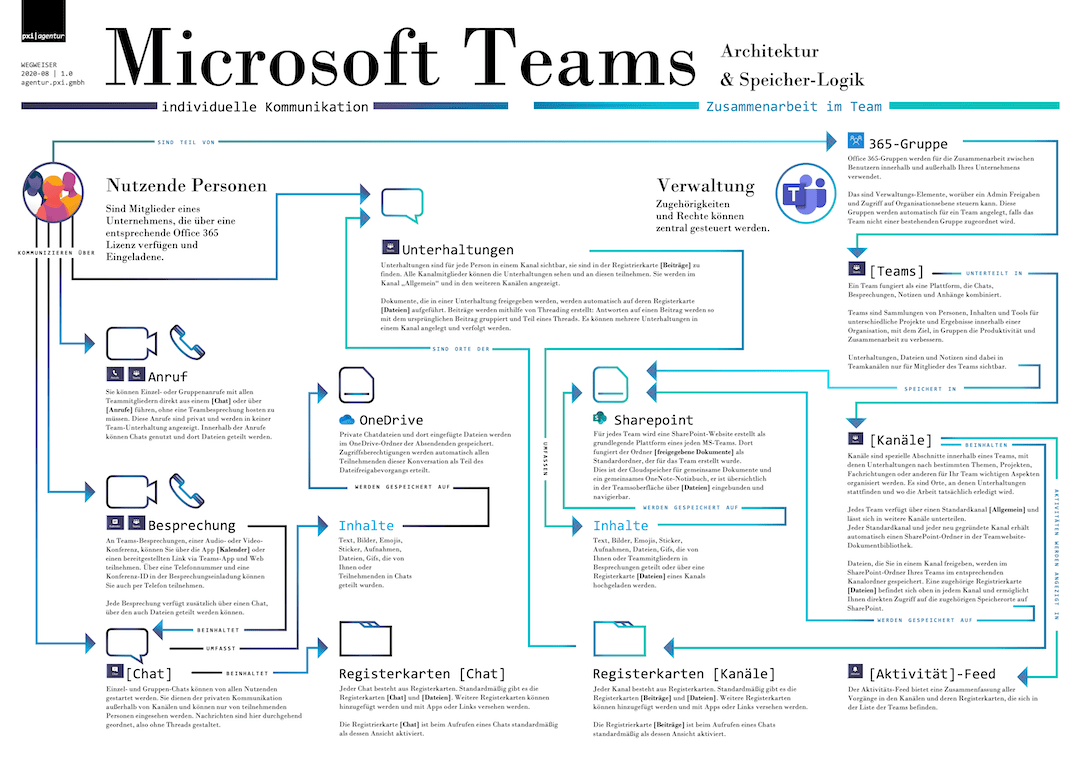 pxi|agentur
WEGWEISER
2020-08 | 1.0
agentur.pxi.gmbh
Microsoft Teams
Architektur
& Speicher-Logik
individuelle Kommunikation
Zusammenarbeit im Team
SIND TEIL VON
Nutzende Personen
Sind Mitglieder eines
Unternehmens, die über eine
entsprechende Office 365
Lizenz verfügen und
Eingeladene.
KOMMUNIZIEREN ÜBER
Verwaltung
Zugehörigkeiten
und Rechte können
zentral gesteuert werden.
365-Gruppe
Office 365-Gruppen werden für die Zusammenarbeit zwischen
Benutzern innerhalb und außerhalb Ihres Unternehmens
verwendet.
Das sind Verwaltungs-Elemente, worüber ein Admin Freigaben
und Zugriff auf Organisationsebene steuern kann. Diese
Gruppen werden automatisch für ein Team angelegt, falls das
Team nicht einer bestehenden Gruppe zugeordnet wird.
Unterhaltungen
Unterhaltungen sind für jede Person in einem Kanal sichtbar, sie sind in der Registrierkarte [Beiträge] zu
finden. Alle Kanalmitglieder können die Unterhaltungen sehen und an diesen teilnehmen. Sie werden im
Kanal „Allgemein“ und in den weiteren Kanälen angezeigt.
Dokumente, die in einer Unterhaltung freigegeben werden, werden automatisch auf deren Registerkarte
[Dateien] aufgeführt. Beiträge werden mithilfe von Threading erstellt: Antworten auf einen Beitrag werden so
mit dem ursprünglichen Beitrag gruppiert und Teil eines Threads. Es können mehrere Unterhaltungen in
einem Kanal angelegt und verfolgt werden.
SIND ORTE DER
[Teams]
UNTERTEILT IN
Ein Team fungiert als eine Plattform, die Chats,
Besprechungen, Notizen und Anhänge kombiniert.
Teams sind Sammlungen von Personen, Inhalten und Tools für
unterschiedliche Projekte und Ergebnisse innerhalb einer
Organisation, mit dem Ziel, in Gruppen die Produktivität und
Zusammenarbeit zu verbessern.
Unterhaltungen, Dateien und Notizen sind dabei in
Teamkanälen nur für Mitglieder des Teams sichtbar.
SPEICHERT IN
Anruf
Sie können Einzel- oder Gruppenanrufe mit allen
Teammitgliedern direkt aus einem [Chat] oder über
[Anrufe] führen, ohne eine Teambesprechung hosten zu
müssen. Diese Anrufe sind privat und werden in keiner
Team-Unterhaltung angezeigt. Innerhalb der Anruf
können Chats genutzt und dort Dateien geteilt werden.
OneDrive
Private Chatdateien und dort eingefügte Dateien werden
im OneDrive-Ordner der Absendenden gespeichert.
Zugriffsberechtigungen werden automatisch allen
Teilnehmenden dieser Konversation als Teil des
Dateifreigabevorgangs erteilt.
WERDEN GESPEICHERT AUF
UMFASSEN
Sharepoint
Für jedes Team wird eine SharePoint-Website erstellt als
grundlegende Plattform eines jeden MS-Teams. Dort
fungiert der Ordner [freigegebene Dokumente] als
Standardordner, der für das Team erstellt wurde.
Dies ist der Cloudspeicher für gemeinsame Dokumente und
ein gemeinsames OneNote-Notizbuch, er ist übersichtlich
in der Teamsoberfläche über [Dateien] eingebunden und
navigierbar.
WERDEN GESPEICHERT AUF
[Kanäle]
BEINHALTEN
Kanäle sind spezielle Abschnitte innerhalb eines Teams, mit
denen Unterhaltungen nach bestimmten Themen, Projekten,
Fachrichtungen oder anderen für Ihr Team wichtigen Aspekten
organisiert werden. Es sind Orte, an denen Unterhaltungen
stattfinden und wo die Arbeit tatsächlich erledigt wird.
Jedes Team verfügt über einen Standardkanal [Allgemein] und
lässt sich in weitere Kanäle unterteilen.
Jeder Standardkanal und jeder neu gegründete Kanal erhält
automatisch einen SharePoint-Ordner in der Teamwebsite-
Dokumentbibliothek.
Dateien, die Sie in einem Kanal freigeben, werden im
SharePoint-Ordner Ihres Teams im entsprechenden
Kanalordner gespeichert. Eine zugehörige Registrierkarte
[Dateien] befindet sich oben in jedem Kanal und ermöglicht
Ihnen direkten Zugriff auf die zugehörigen Speicherorte auf
SharePoint.
WERDEN GESPEICHERT AUF
AKTIVITÄTEN WERDEN ANGEZEIGT IN
Besprechung
An Teams-Besprechungen, einer Audio- oder Video-
Konferenz, können Sie über die App [Kalender] oder
einen bereitgestellten Link via Teams-App und Web
teilnehmen. Über eine Telefonnummer und eine
Konferenz-ID in der Besprechungseinladung können
Sie auch per Telefon teilnehmen.
Jede Besprechung verfügt zusätzlich über einen Chat,
über den auch Dateien geteilt werden können.
Inhalte
Text, Bilder, Emojis,
Sticker, Aufnahmen,
Dateien, Gifs, die von
Ihnen oder
Teilnehmenden in Chats
geteilt wurden.
Inhalte
Text, Bilder, Emojis, Sticker,
Aufnahmen, Dateien, Gifs, die von
Ihnen oder Teammitgliedern in
Besprechungen geteilt oder über eine
Registerkarte [Dateien] eines Kanals
hochgeladen werden.
BEINHALTET
UMFASST
[Chat]
BEINHALTET
Einzel- und Gruppen-Chats können von allen Nutzenden
gestartet werden. Sie dienen der privaten Kommunikation
außerhalb von Kanälen und können nur von teilnehmenden
Personen eingesehen werden. Nachrichten sind hier durchgehend
geordnet, also ohne Threads gestaltet.
Registerkarten [Chat]
Jeder Chat besteht aus Registerkarten. Standardmäßig gibt es die
Registerkarten [Chat] und [Dateien]. Weitere Registerkarten können
hinzugefügt werden und mit Apps oder Links versehen werden.
Die Registrierkarte [Chat] ist beim Aufrufen eines Chats standardmäßig
als dessen Ansicht aktiviert.
Registerkarten [Kanäle]
Jeder Kanal besteht aus Registerkarten. Standardmäßig gibt es die
Registerkarten [Beiträge] und [Dateien]. Weitere Registerkarten
können hinzugefügt werden und mit Apps oder Links versehen werden.
Die Registrierkarte [Beiträge] ist beim Aufrufen eines Chats
standardmäßig als dessen Ansicht aktiviert.
[Aktivität]-Feed
Der Aktivitäts-Feed bietet eine Zusammenfassung aller
Vorgänge in den Kanälen und deren Registerkarten, die sich in
der Liste der Teams befinden.